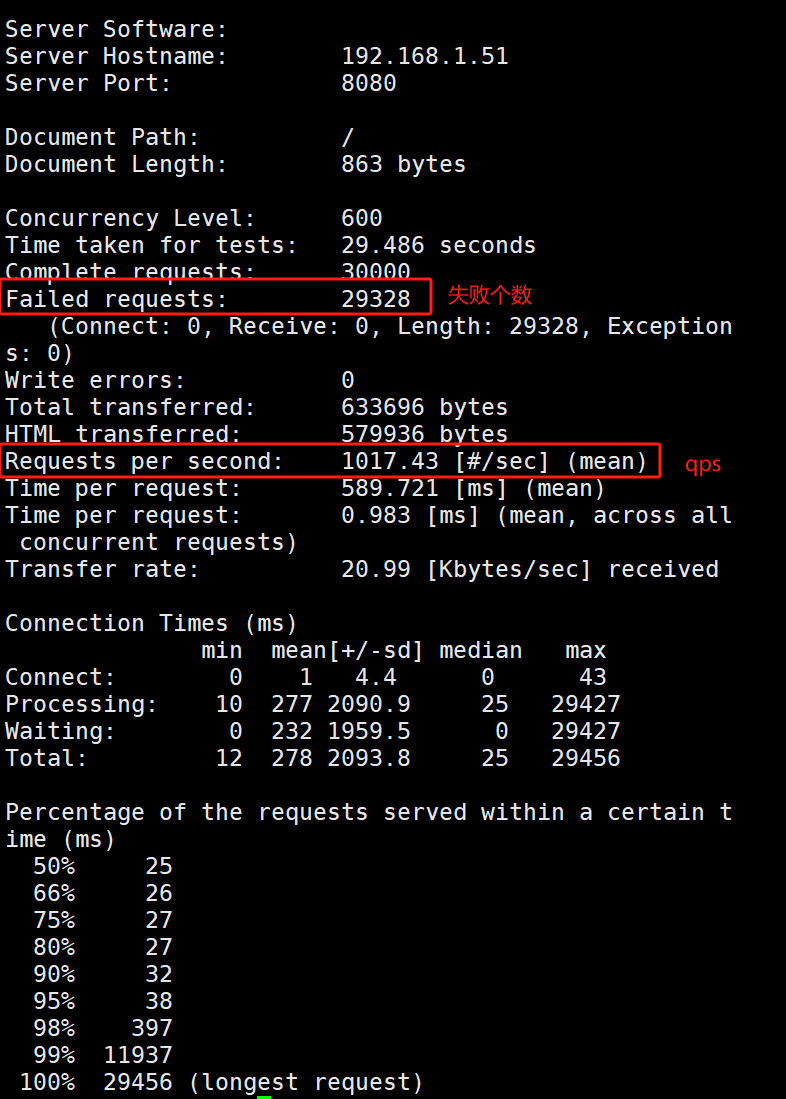 Server Software:
Server Hostname: 192.168.1.51
Server Port: 8080
Document Path: /
Document Length: 863 bytes
Concurrency Level: 600
Time taken for tests: 29.486 seconds
Complete requests: 30000
Failed requests: 29328 失败个数
(Connect: 0, Receive: 0, Length: 29328, Exception
s: 0)
Write errors: 0
Total transferred: 633696 bytes
HTML transferred: 579936 bytes
Requests per second: 1017.43 [#/sec] (mean) qps
Time per request: 589.721 [ms] (mean)
Time per request: 0.983 [ms] (mean, across all
concurrent requests)
Transfer rate: 20.99 [Kbytes/sec] received
Connection Times (ms)
min mean[+/-sd] median max
Connect: 0 1 4.4 0 43
Processing: 10 277 2090.9 25 29427
Waiting: 0 232 1959.5 0 29427
Total: 12 278 2093.8 25 29456
Percentage of the requests served within a certain t
ime (ms)
50% 25
66% 26
75% 27
80% 27
90% 32
95% 38
98% 397
99% 11937
100% 29456 (longest request)